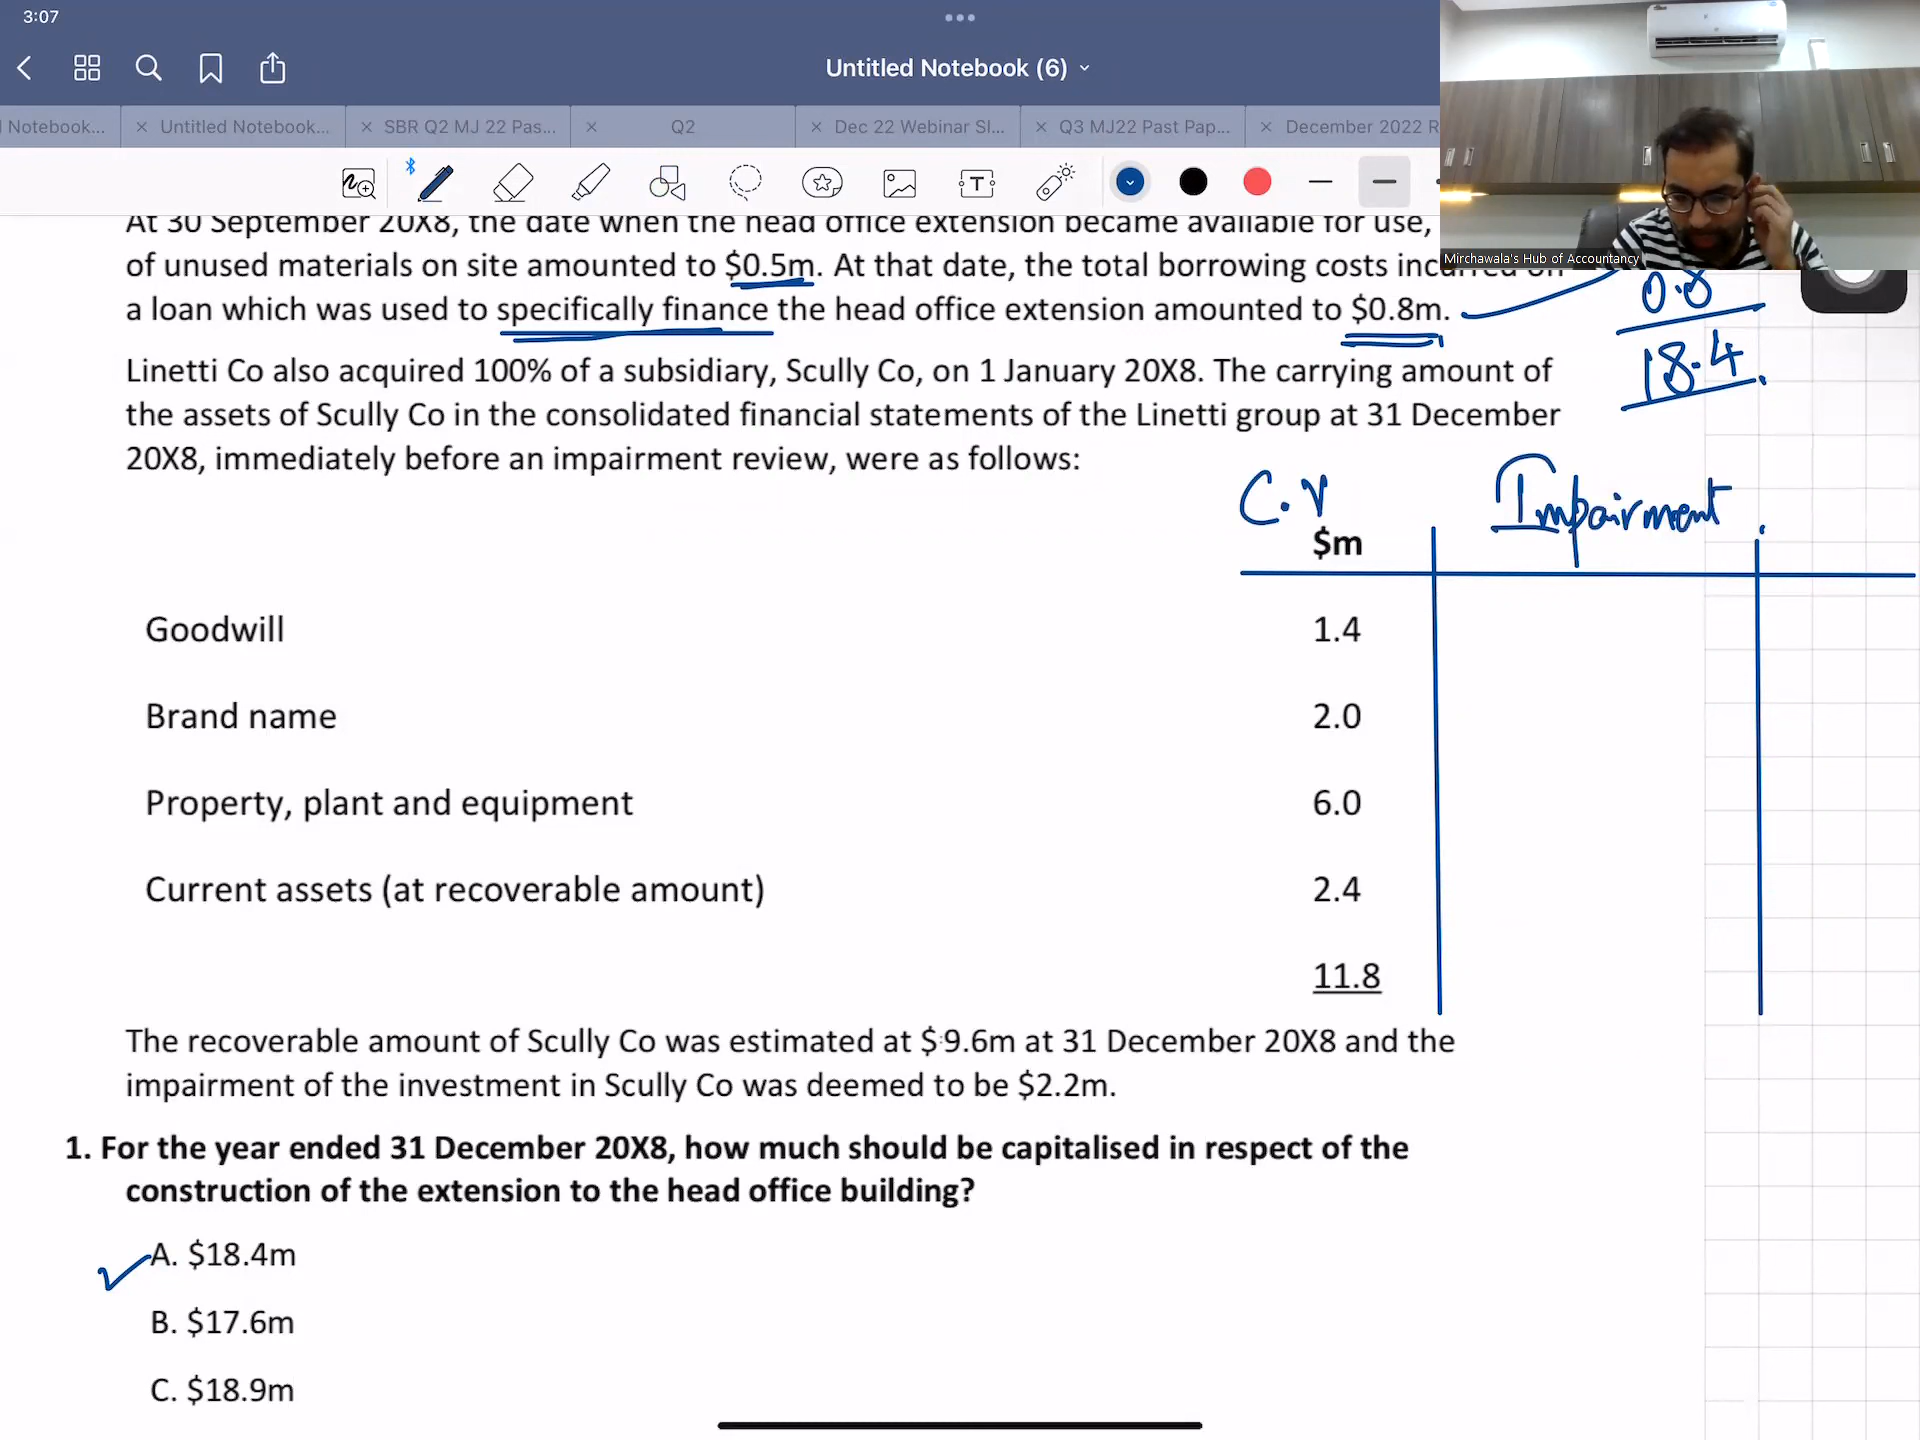 3:07
Untitled Notebook (6)
l Notebook...
Untitled Notebook...
SBR Q2 MJ 22 Pas...
Q2
Dec 22 Webinar Sl...
Q3 MJ22 Past Pap...
December 2022 R
Mirchawala's Hub of Accountancy
At 30 September 20X8, the date when the head office extension became available for use,
of unused materials on site amounted to $0.5m. At that date, the total borrowing costs incurred on
a loan which was used to specifically finance the head office extension amounted to $0.8m.
0.8
18.4
Linetti Co also acquired 100% of a subsidiary, Scully Co, on 1 January 20X8. The carrying amount of
the assets of Scully Co in the consolidated financial statements of the Linetti group at 31 December
20X8, immediately before an impairment review, were as follows:
C.V
Impairment
$m
Goodwill 1.4
Brand name 2.0
Property, plant and equipment 6.0
Current assets (at recoverable amount) 2.4
11.8
The recoverable amount of Scully Co was estimated at $9.6m at 31 December 20X8 and the
impairment of the investment in Scully Co was deemed to be $2.2m.
1. For the year ended 31 December 20X8, how much should be capitalised in respect of the
construction of the extension to the head office building?
A. $18.4m
B. $17.6m
C. $18.9m